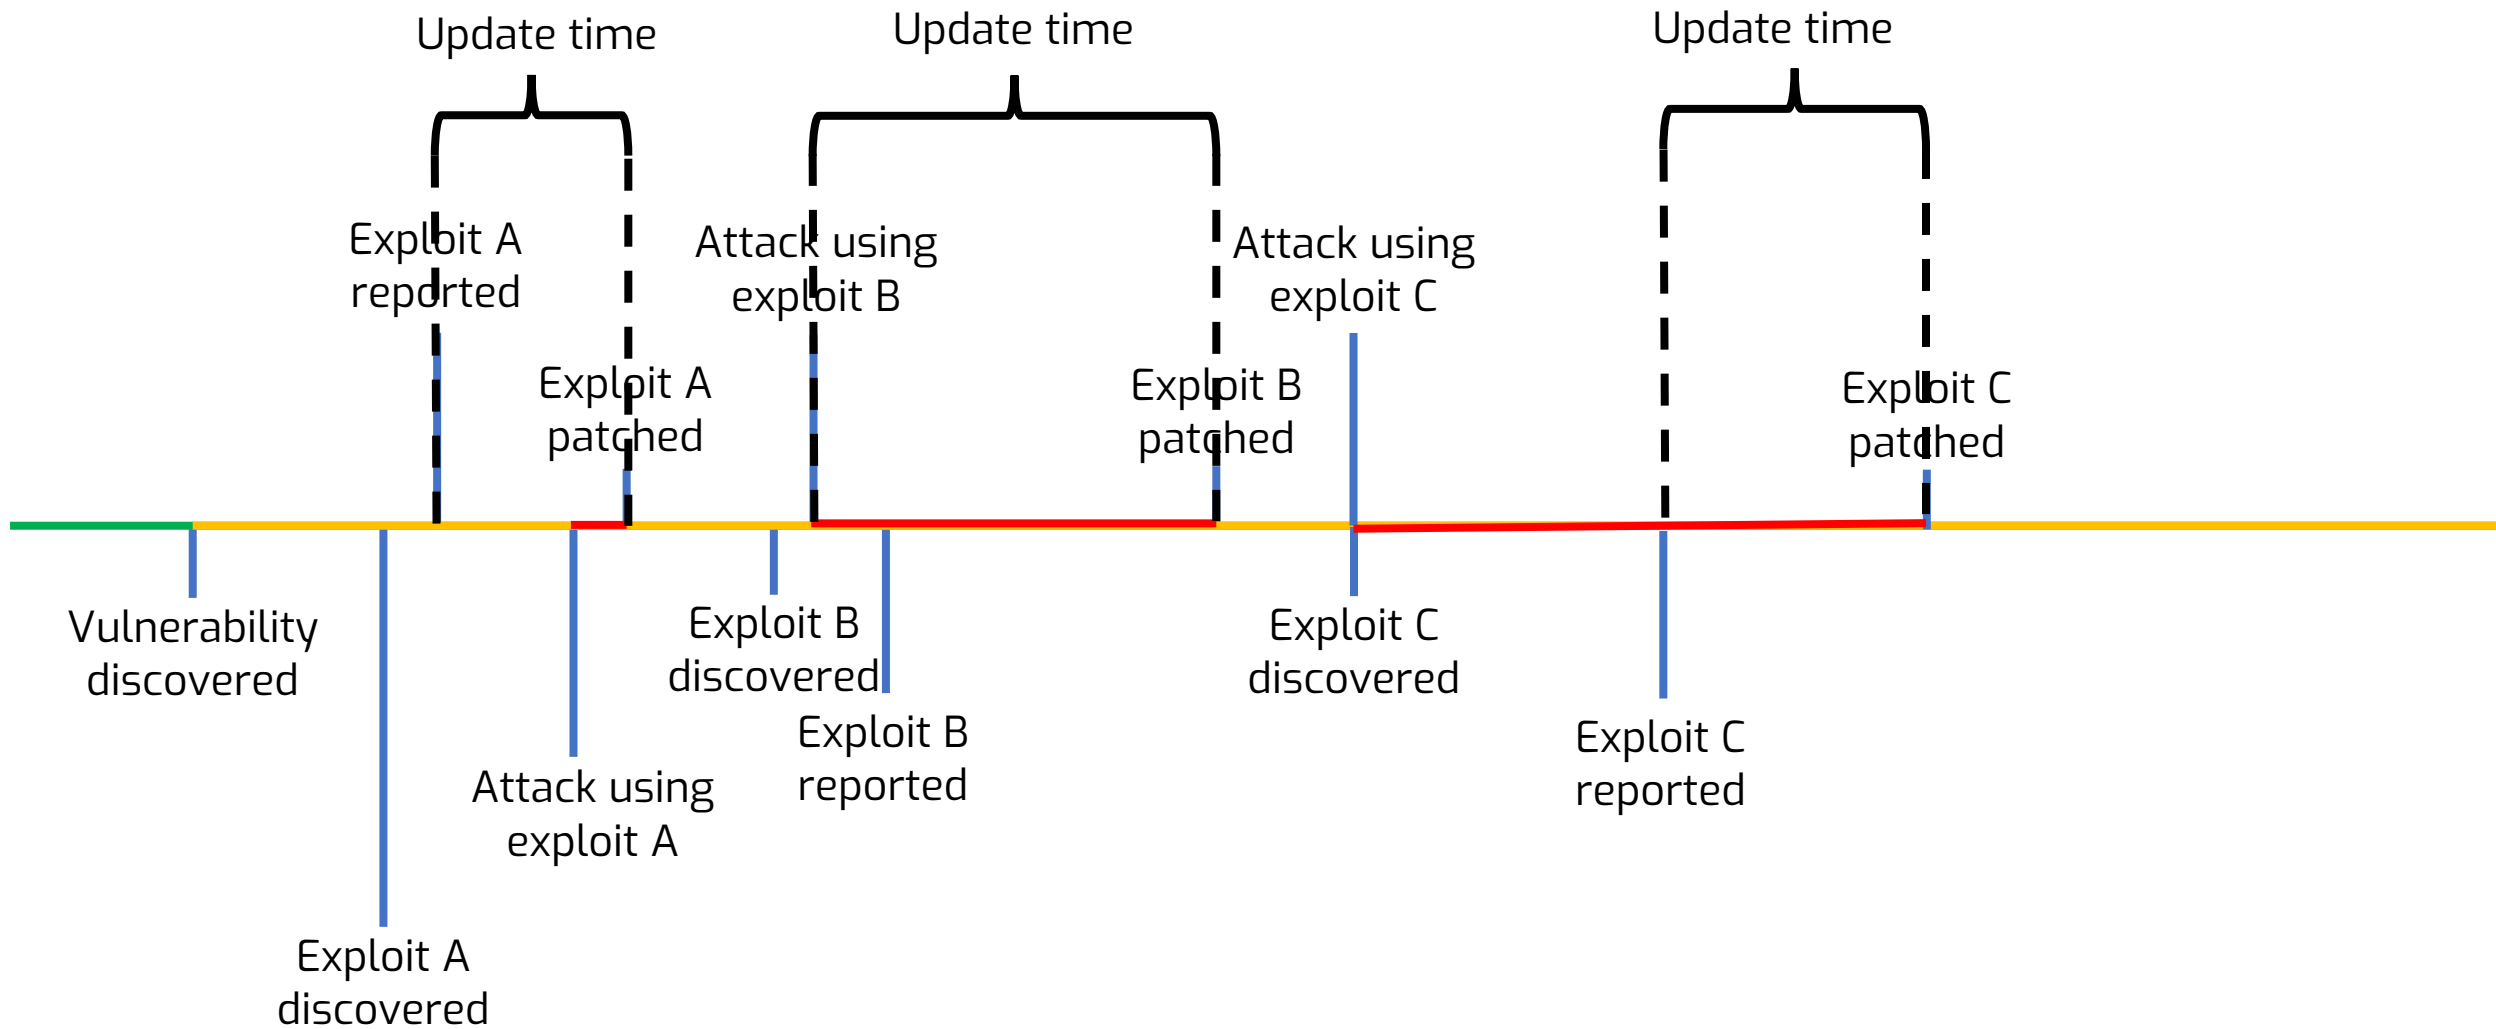 Update time
Update time
Update time
Exploit A
reported
Attack using
exploit B
Attack using
exploit C
Exploit A
patched
Exploit B
patched
Exploit C
patched
Vulnerability
discovered
Exploit B
discovered
Exploit C
discovered
Exploit B
reported
Exploit C
reported
Attack using
exploit A
Exploit A
discovered